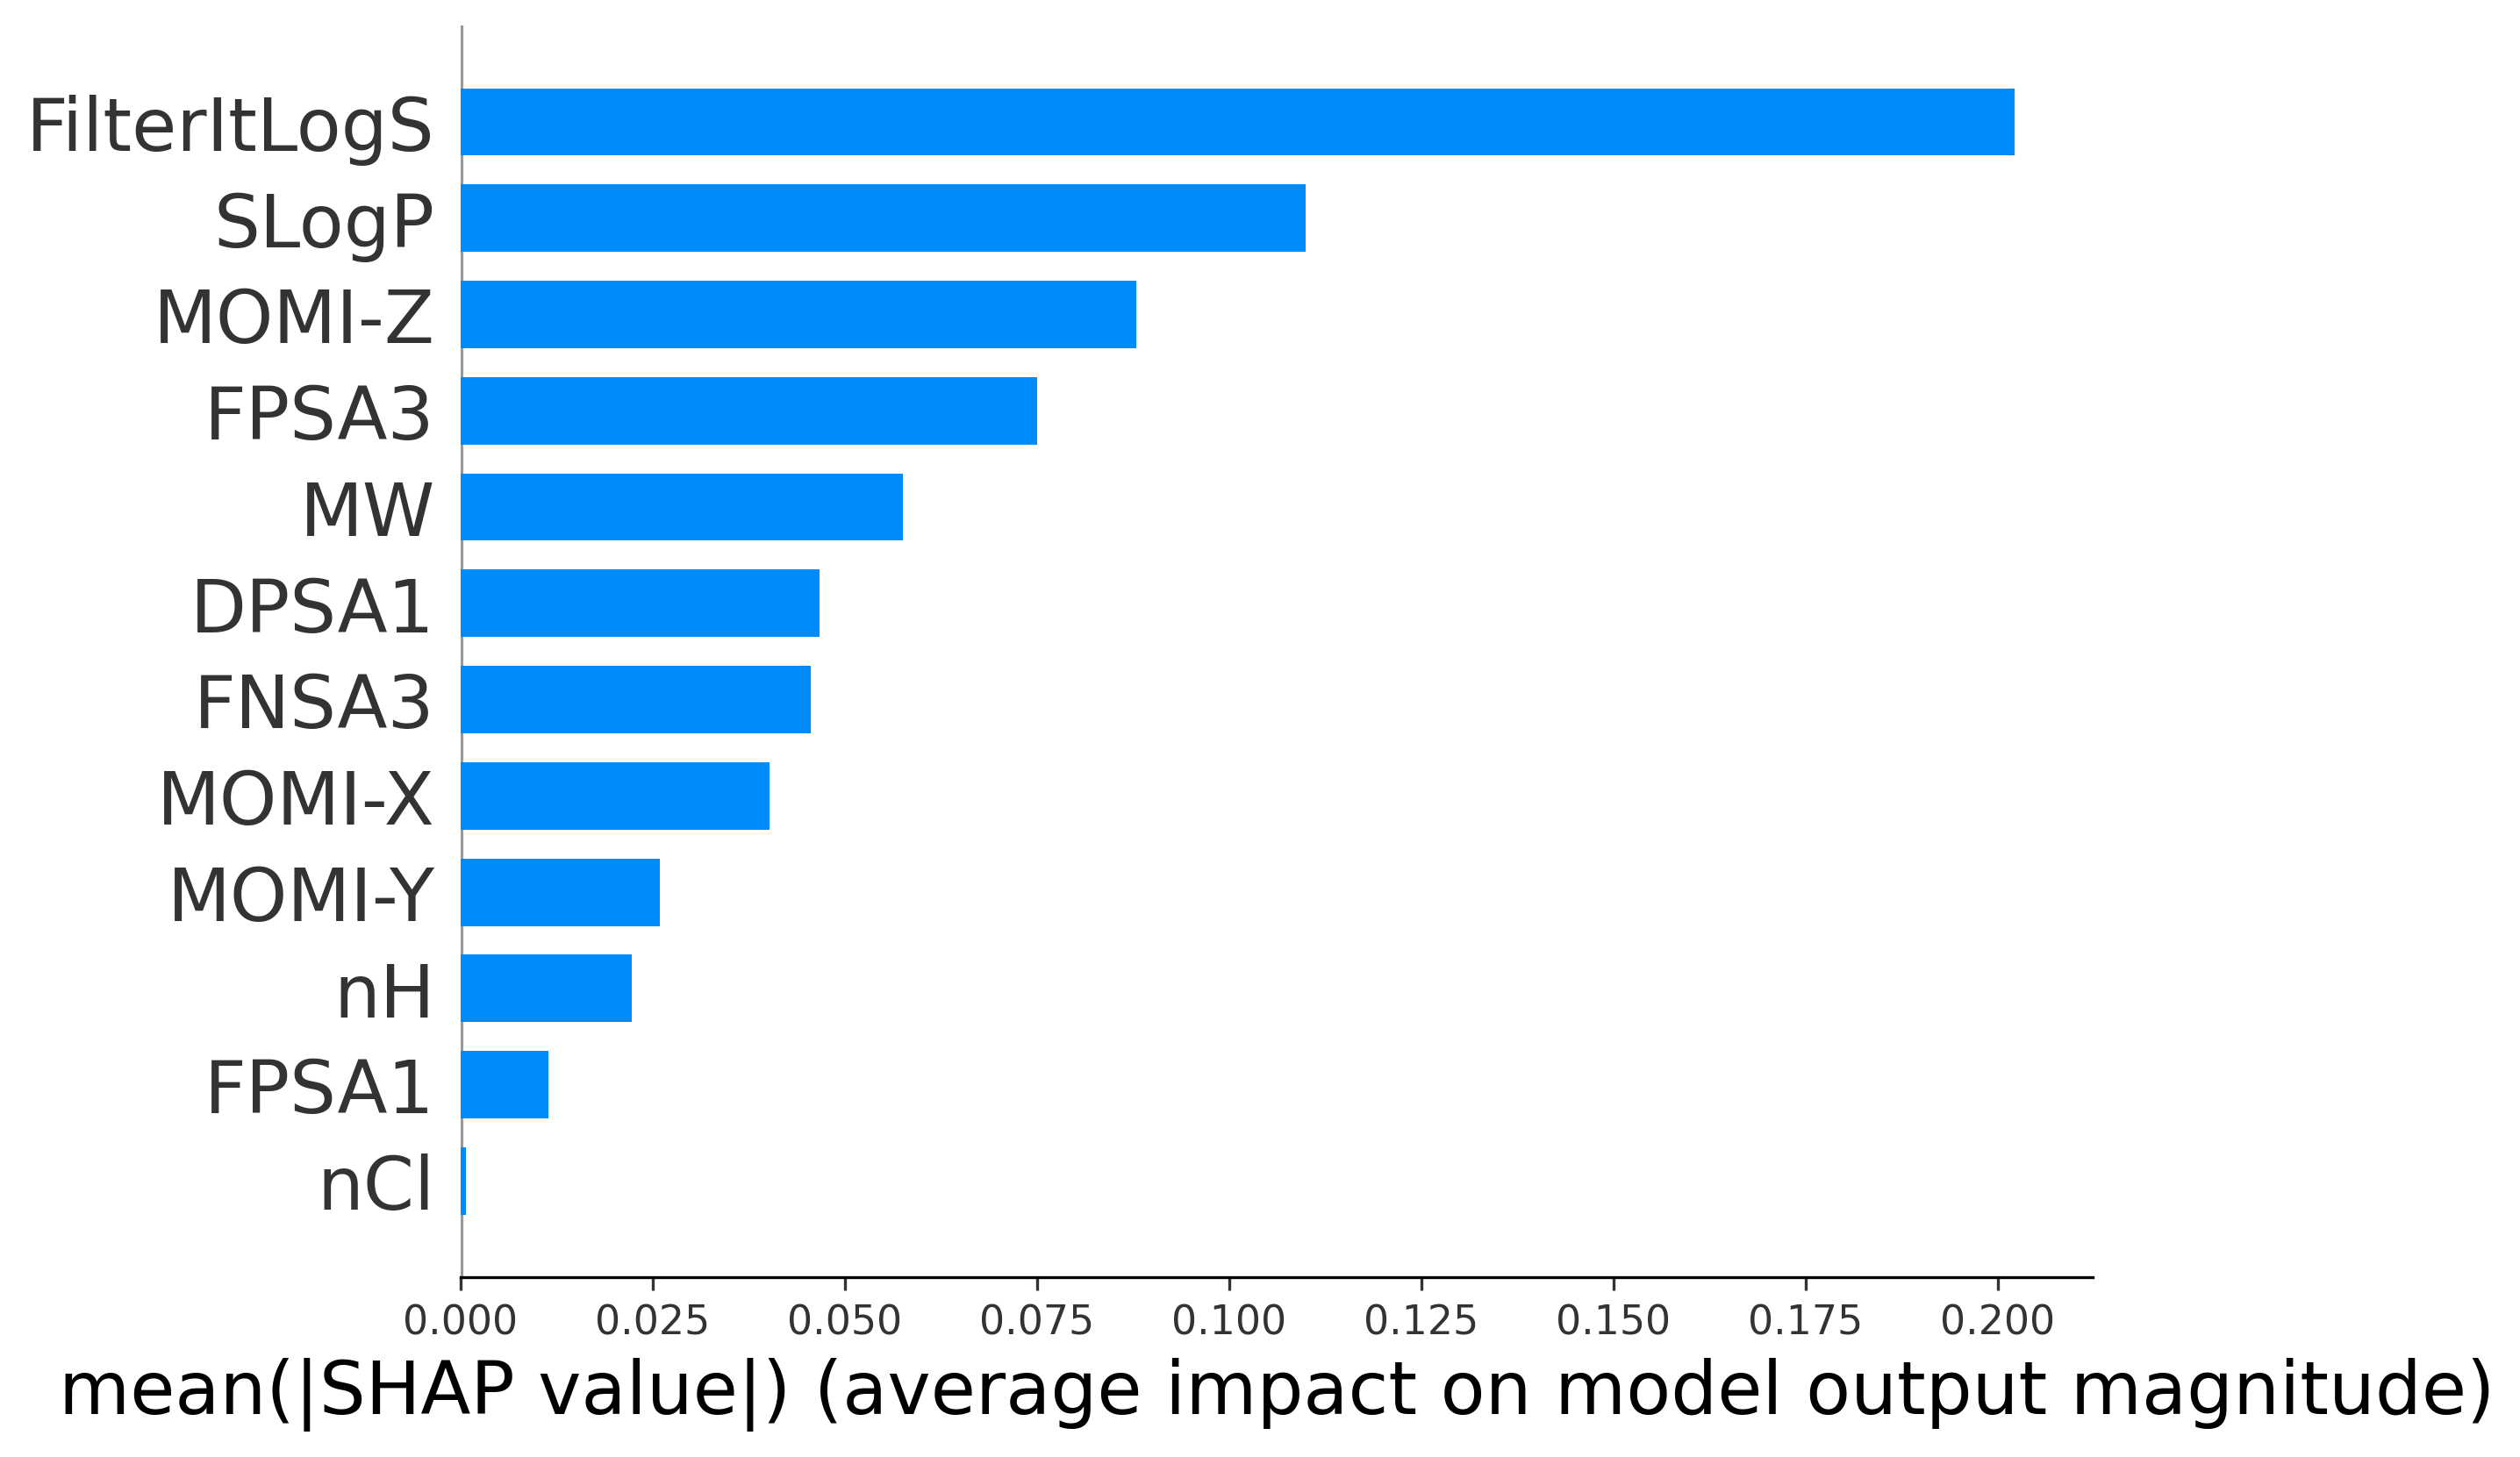 FilterItLogS
SLogP
MOMI-Z
FPSA3
MW
DPSA1
FNSA3
MOMI-X
MOMI-Y
nH
FPSA1
nCl
0.000 0.025 0.050 0.075 0.100 0.125 0.150 0.175 0.200
mean(|SHAP value|) (average impact on model output magnitude)